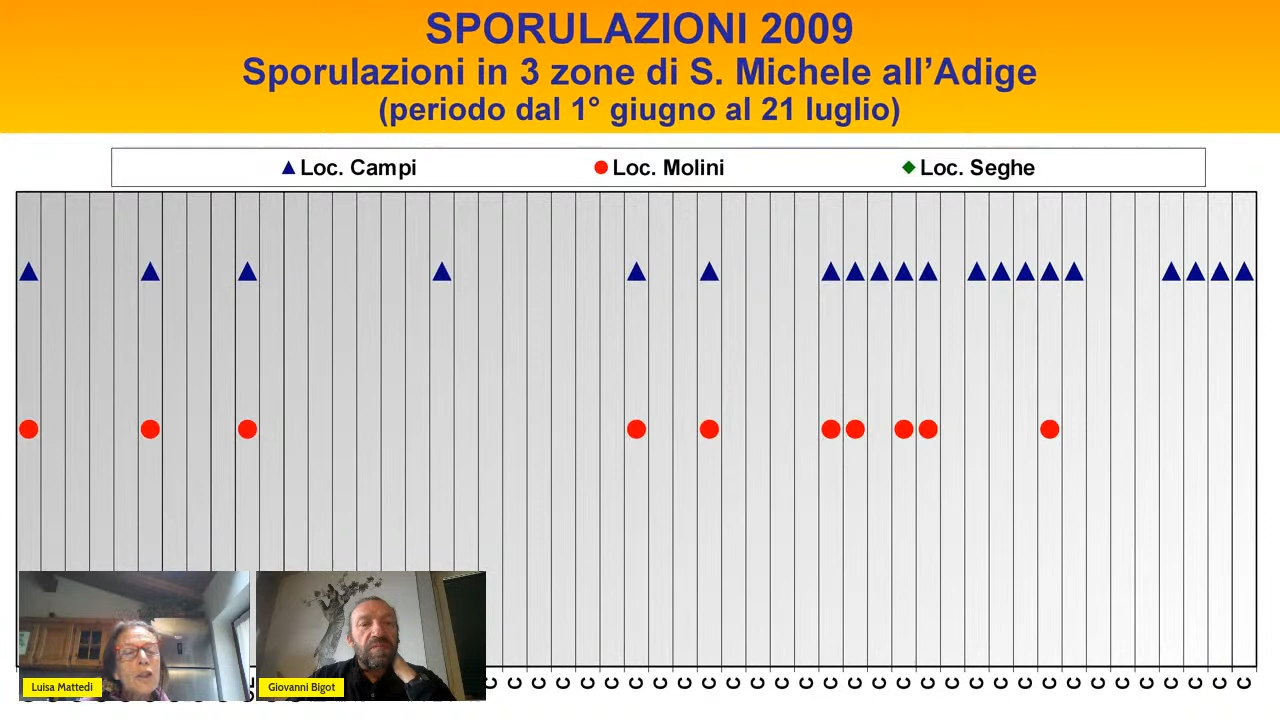 SPORULAZIONI 2009
Sporulazioni in 3 zone di S. Michele all’Adige
(periodo dal 1° giugno al 21 luglio)
Loc. Campi Loc. Molini Loc. Seghe
Luisa Mattedi Giovanni Bigot